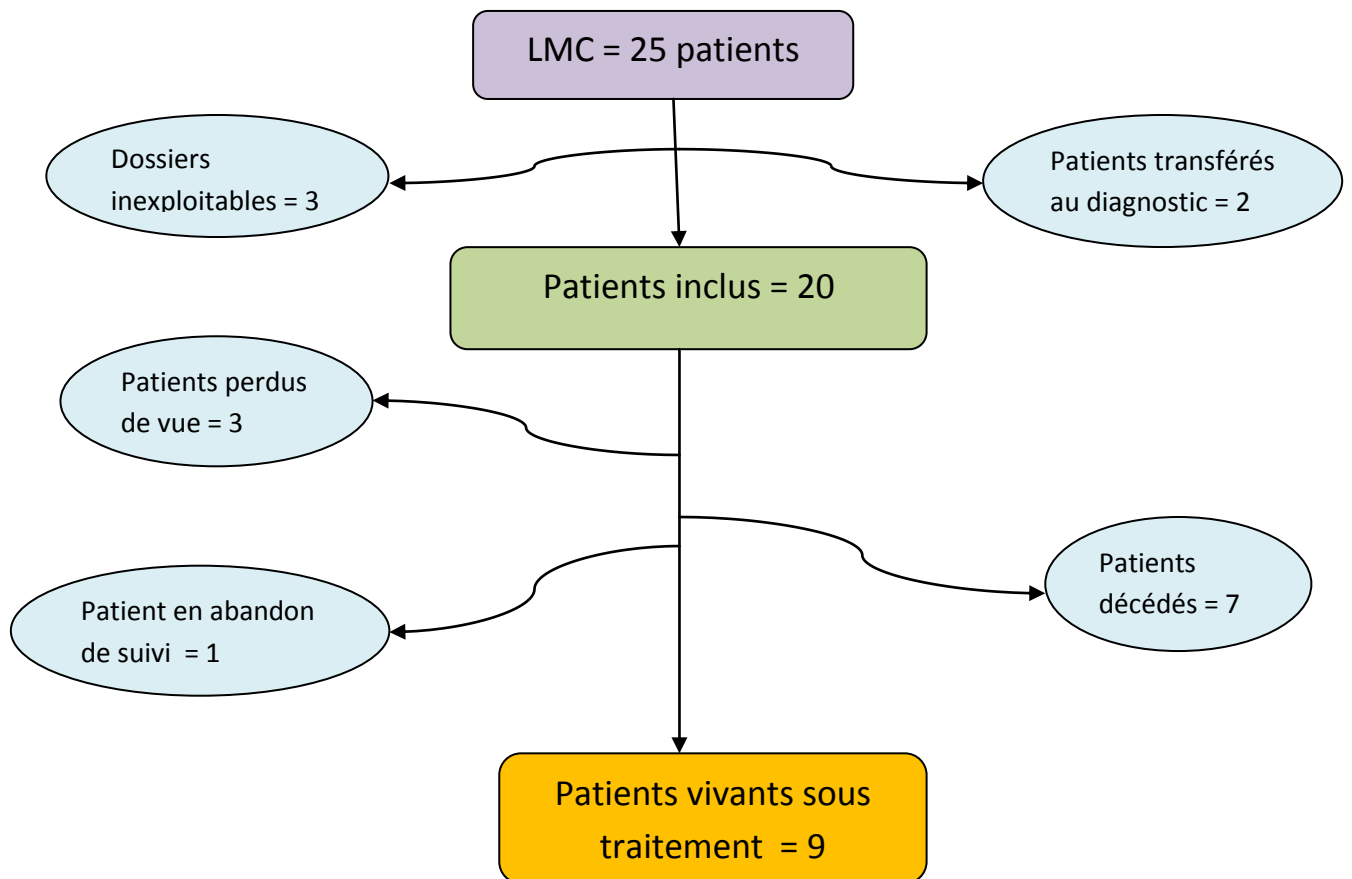 LMC = 25 patients
Dossiers
inexploitables = 3
Patients transférés
au diagnostic = 2
Patients inclus = 20
Patients perdus
de vue = 3
Patients
décédés = 7
Patient en abandon
de suivi  = 1
Patients vivants sous
traitement  = 9